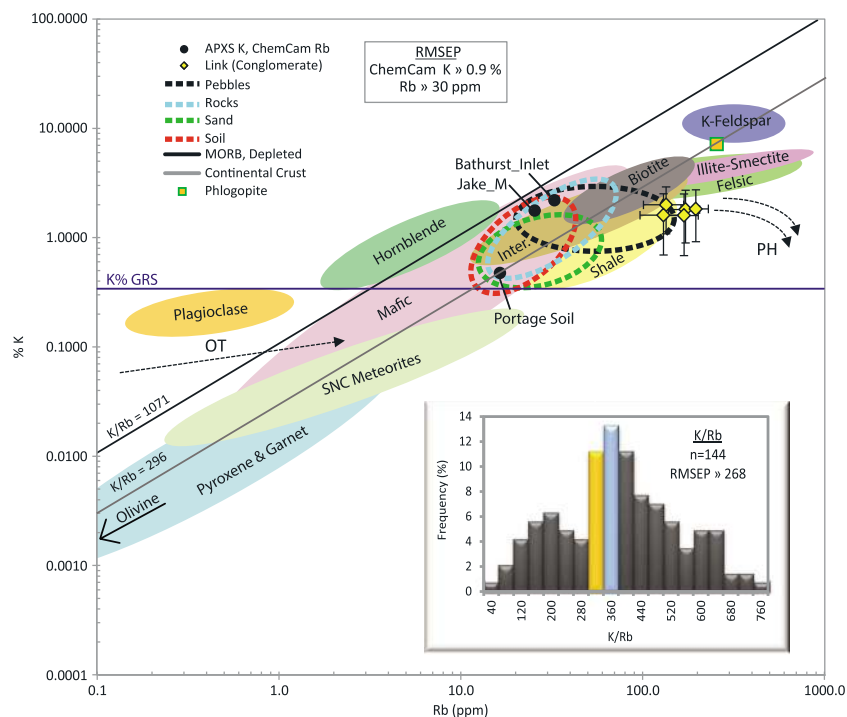 100.0000
10.0000
1.0000
0.1000
0.0100
0.0010
0.0001
% K
APXS K, ChemCam Rb
Link (Conglomerate)
Pebbles
Rocks
Sand
Soil
MORB, Depleted
Continental Crust
Phlogopite
RMSEP
ChemCam K » 0.9 %
Rb » 30 ppm
K-Feldspar
Bathurst_Inlet
Jake_M
Biotite
Illite-Smectite
Felsic
Hornblende
Inter.
Shale
PH
K% GRS
Plagioclase
Mafic
Portage Soil
OT
SNC Meteorites
K/Rb = 1071
K/Rb = 296
Pyroxene & Garnet
Olivine
14
12
10
8
6
4
2
0
Frequency (%)
K/Rb
n=144
RMSEP » 268
40 120 200 280 360 440 520 600 680 760
K/Rb
0.1 1.0 10.0 100.0 1000.0
Rb (ppm)